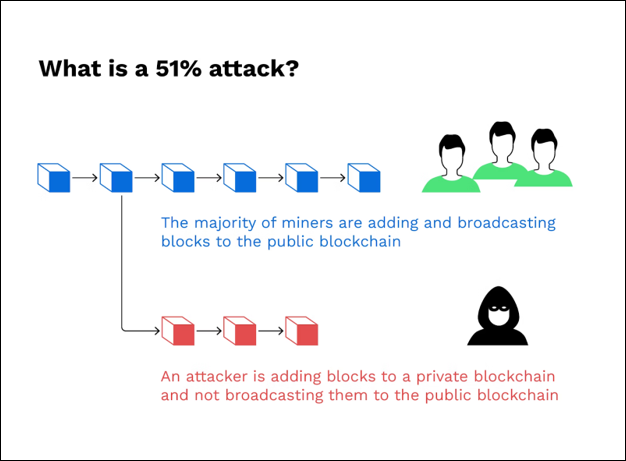 What is a 51% attack?
The majority of miners are adding and broadcasting
blocks to the public blockchain
An attacker is adding blocks to a private blockchain
and not broadcasting them to the public blockchain